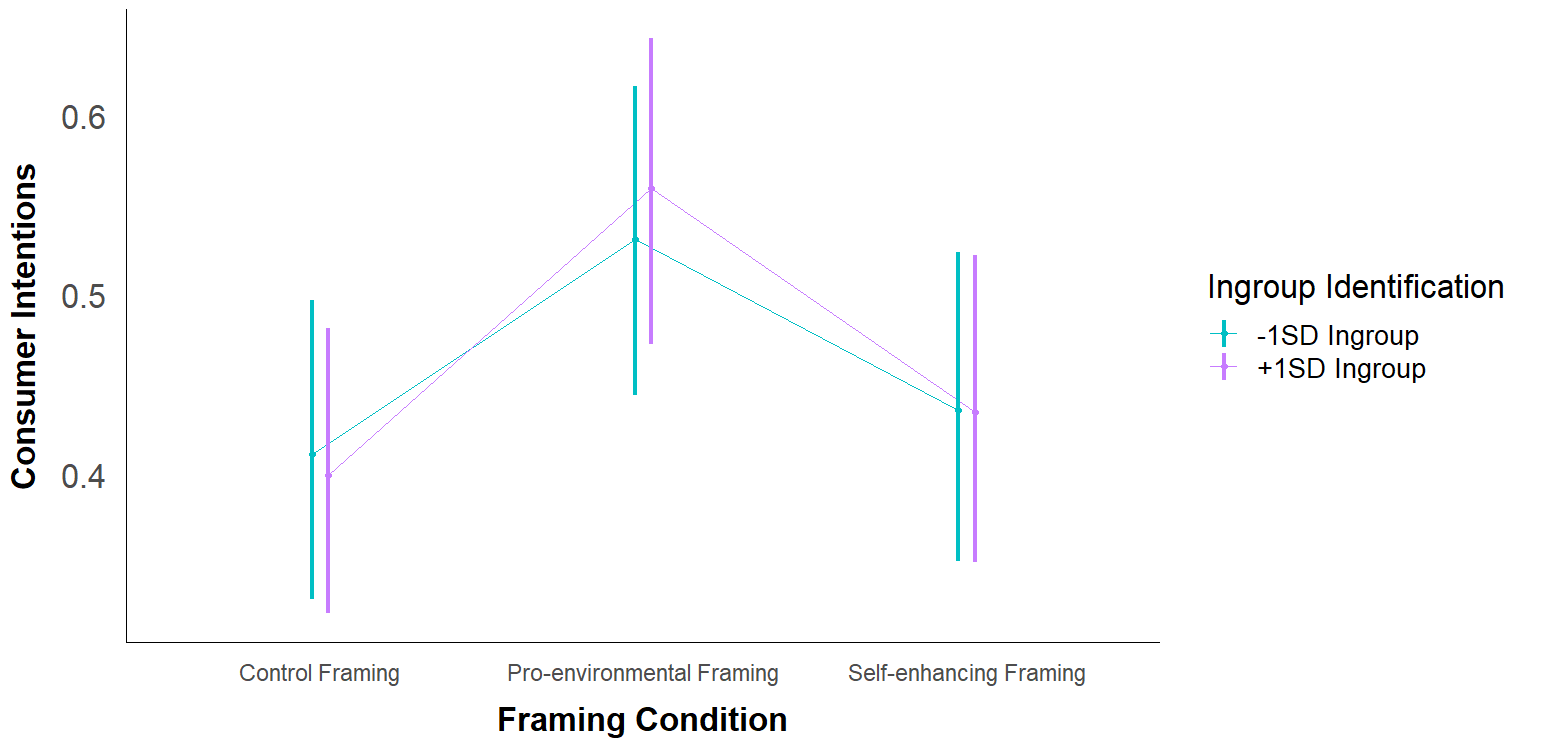 Consumer Intentions
0.6
0.5
0.4
Control Framing
Pro-environmental Framing
Self-enhancing Framing
Framing Condition
Ingroup Identification
-1SD Ingroup
+1SD Ingroup